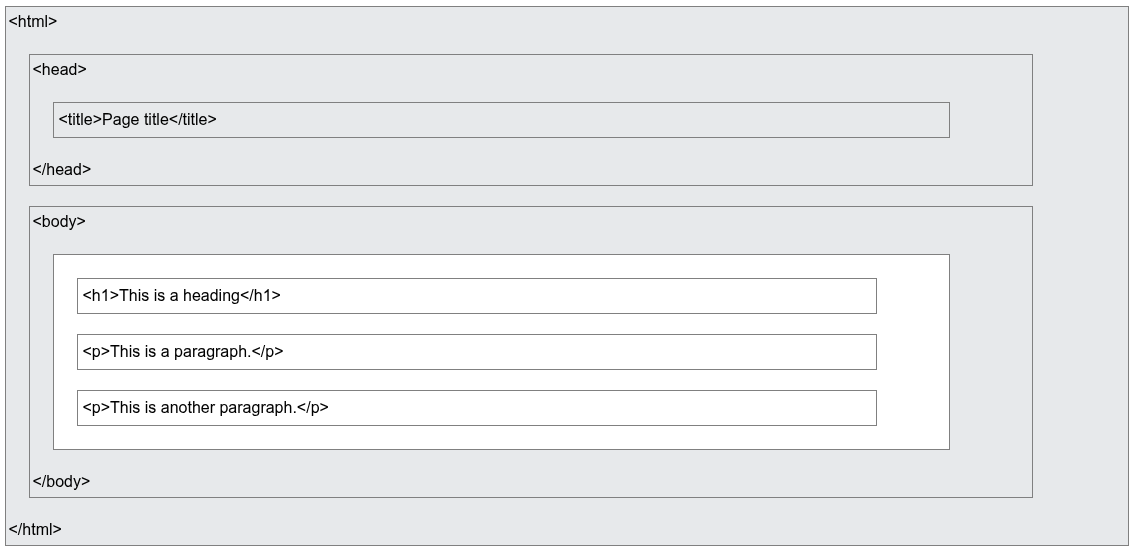 <html>
<head>
<title>Page title</title>
</head>
<body>
<h1>This is a heading</h1>
<p>This is a paragraph.</p>
<p>This is another paragraph.</p>
</body>
</html>